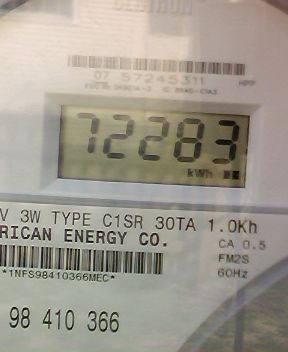 CENTRON
07 57245311
72283
kWh
V 3W TYPE C1SR 30TA 1.0Kh
RICAN ENERGY CO.
CA 0.5
FM2S
*1NFS98410366MEC*
60Hz
98 410 366